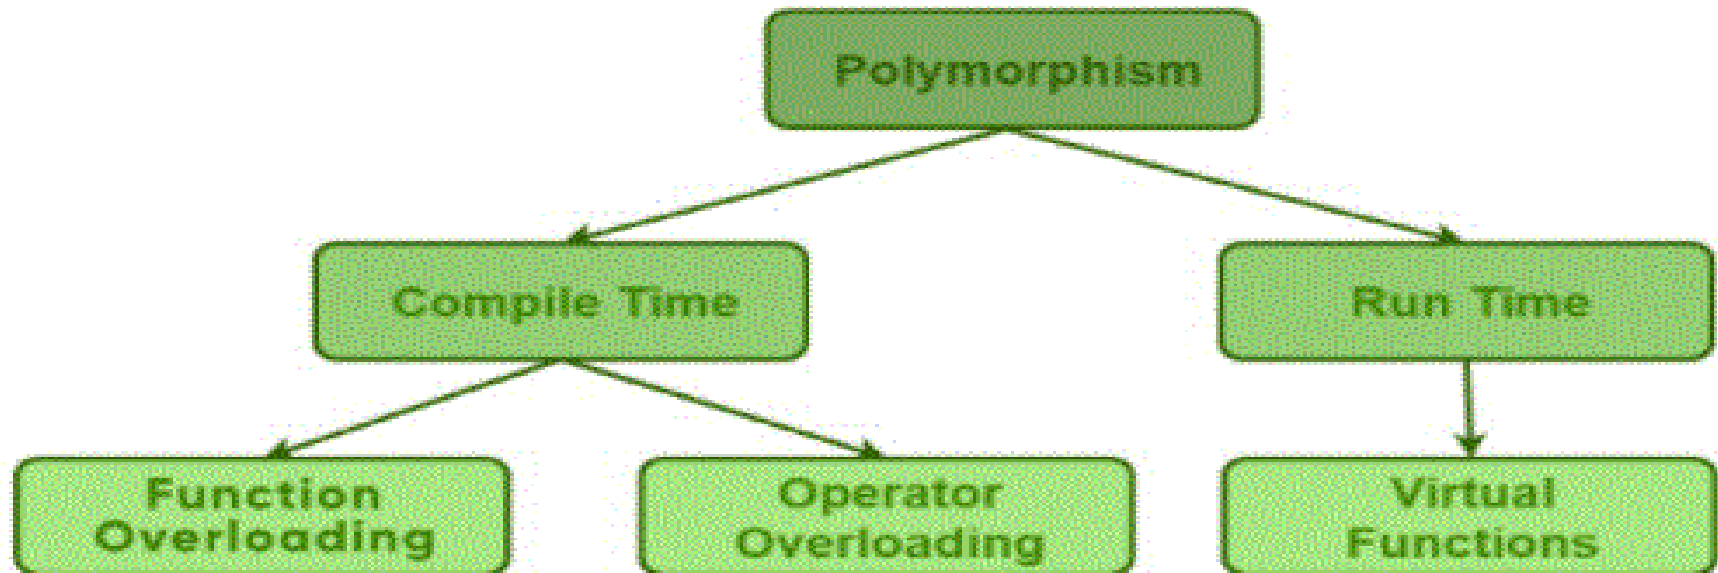 Polymorphism
Compile Time
Run Time
Function
Overloading
Operator
Overloading
Virtual
Functions